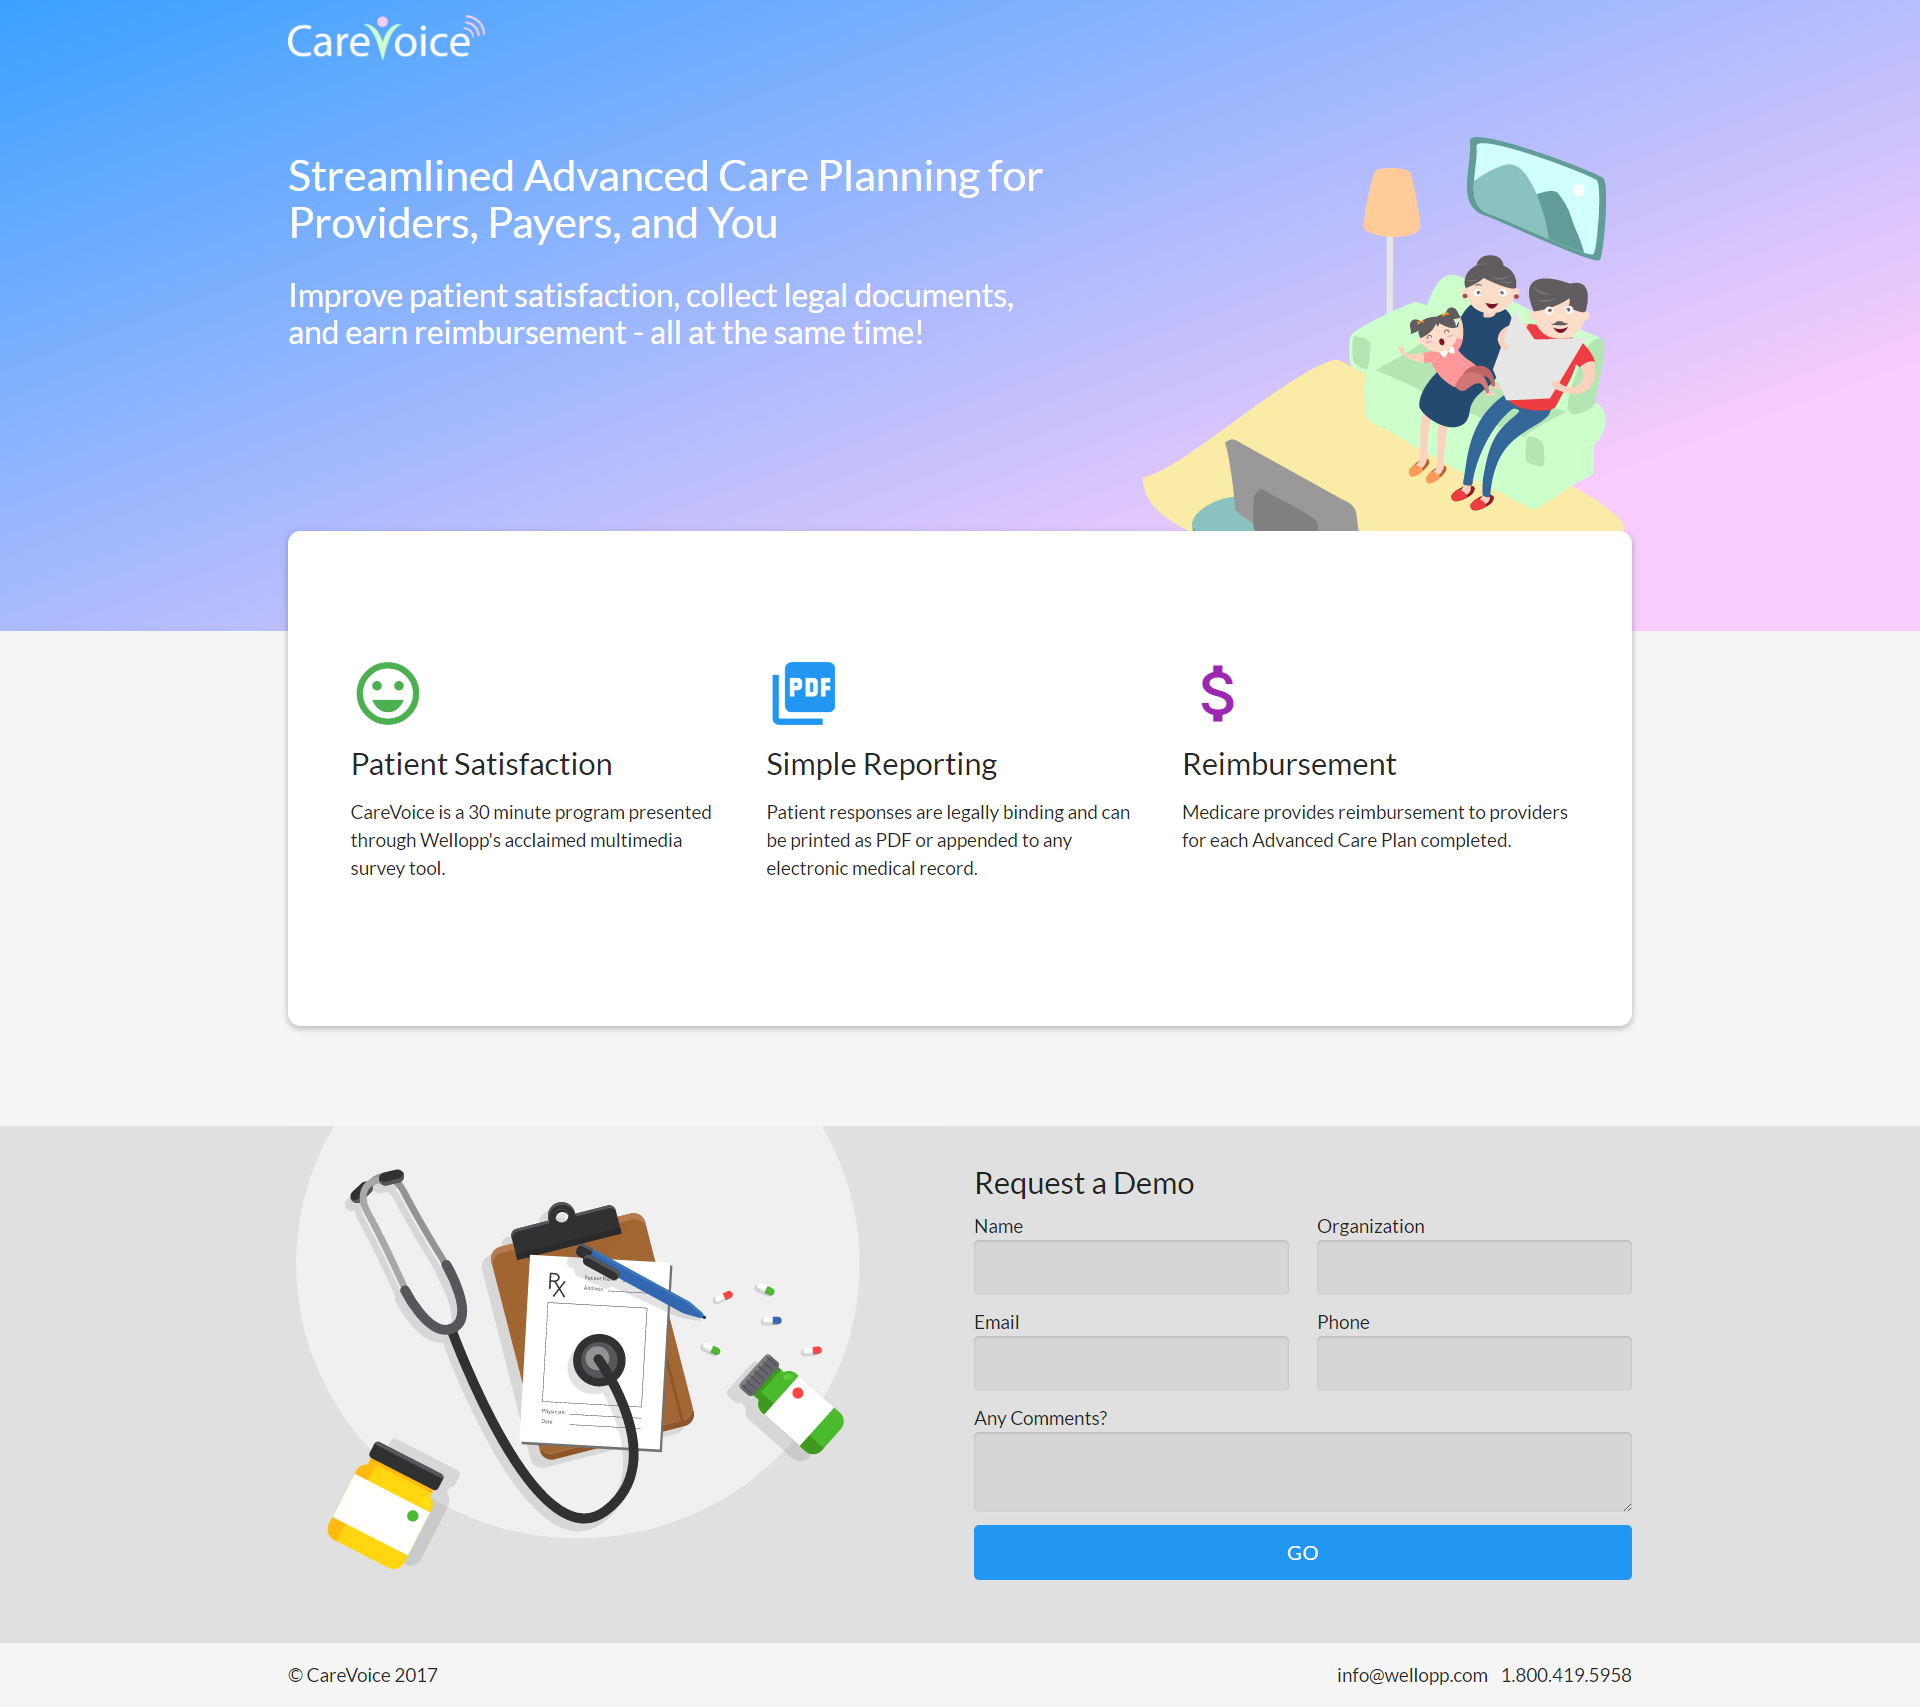 CareVoice
Streamlined Advanced Care Planning for
Providers, Payers, and You
Improve patient satisfaction, collect legal documents,
and earn reimbursement - all at the same time!
PDF
$
Patient Satisfaction
CareVoice is a 30 minute program presented
through Wellopp's acclaimed multimedia
survey tool.
Simple Reporting
Patient responses are legally binding and can
be printed as PDF or appended to any
electronic medical record.
Reimbursement
Medicare provides reimbursement to providers
for each Advanced Care Plan completed.
RX
Patient
Address
Physician
Date
Request a Demo
Name
Organization
Email
Phone
Any Comments?
GO
© CareVoice 2017
info@wellopp.com 1.800.419.5958